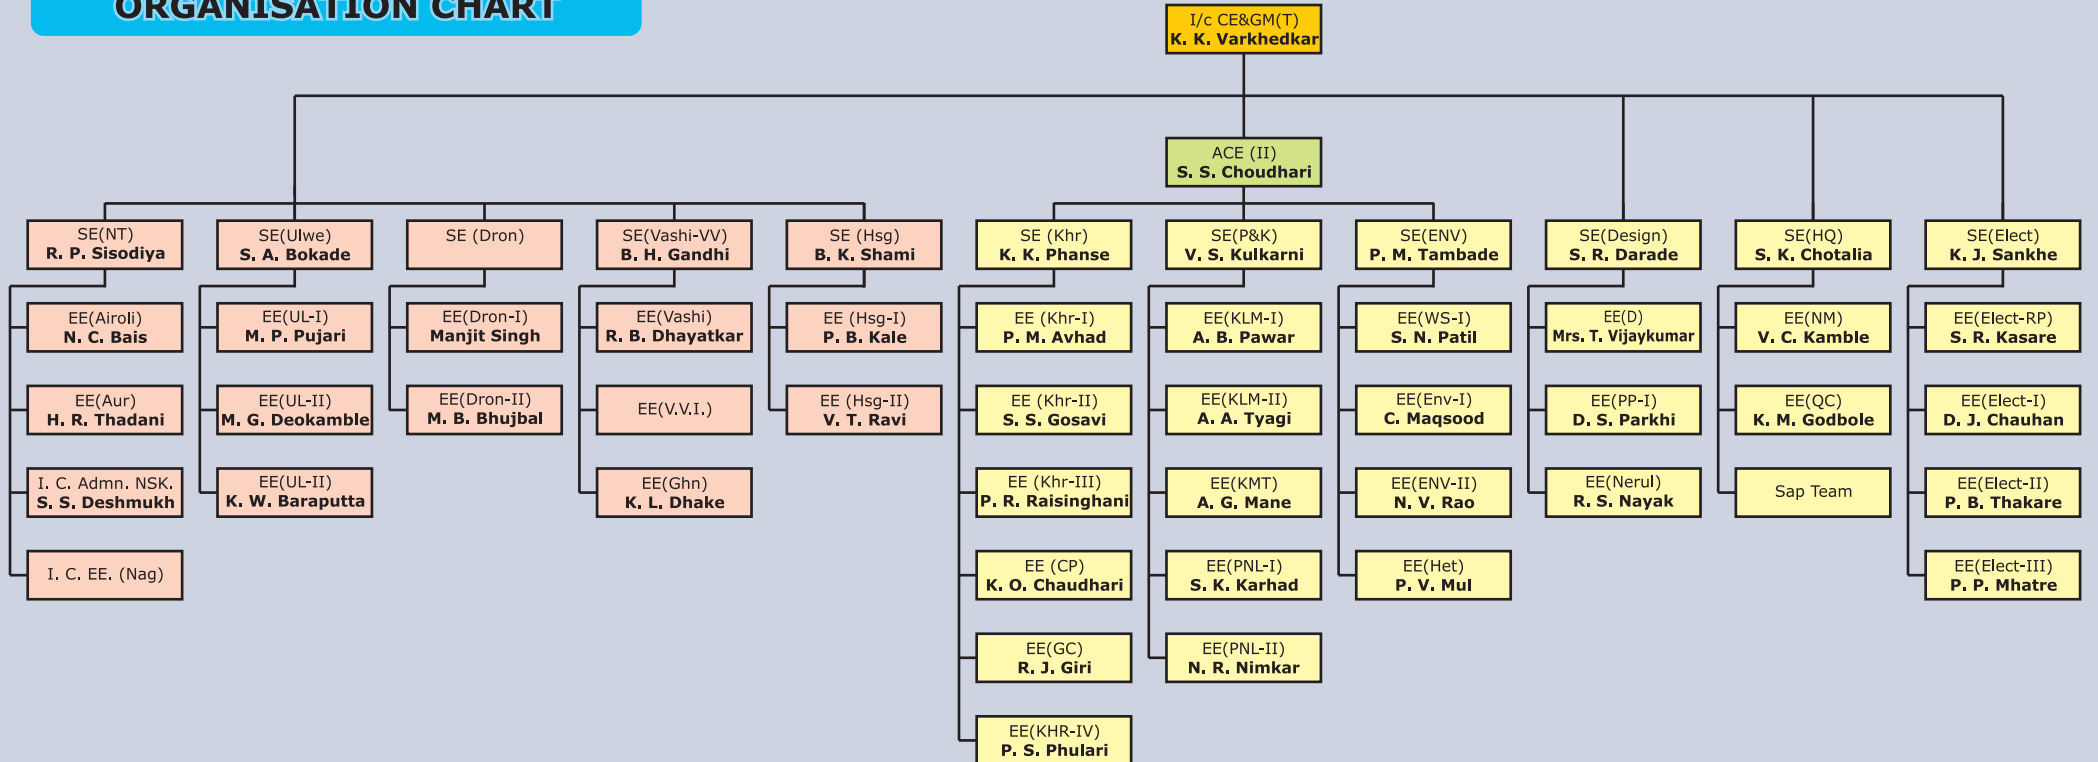 ORGANISATION CHART
I/c CE&GM(T)
K. K. Varkhedkar
ACE (II)
S. S. Choudhari
SE(NT)
R. P. Sisodiya
SE(Ulwe)
S. A. Bokade
SE (Dron)
SE(Vashi-VV)
B. H. Gandhi
SE (Hsg)
B. K. Shami
SE (Khr)
K. K. Phanse
SE(P&K)
V. S. Kulkarni
SE(ENV)
P. M. Tambade
SE(Design)
S. R. Darade
SE(HQ)
S. K. Chotalia
SE(Elect)
K. J. Sankhe
EE(Airoli)
N. C. Bais
EE(UL-I)
M. P. Pujari
EE(Dron-I)
Manjit Singh
EE(Vashi)
R. B. Dhayatkar
EE (Hsg-I)
P. B. Kale
EE (Khr-I)
P. M. Avhad
EE(KLM-I)
A. B. Pawar
EE(WS-I)
S. N. Patil
EE(D)
Mrs. T. Vijaykumar
EE(NM)
V. C. Kamble
EE(Elect-RP)
S. R. Kasare
EE(Aur)
H. R. Thadani
EE(UL-II)
M. G. Deokamble
EE(Dron-II)
M. B. Bhujbal
EE(V.V.I.)
EE (Hsg-II)
V. T. Ravi
EE (Khr-II)
S. S. Gosavi
EE(KLM-II)
A. A. Tyagi
EE(Env-I)
C. Maqsood
EE(PP-I)
D. S. Parkhi
EE(QC)
K. M. Godbole
EE(Elect-I)
D. J. Chauhan
I. C. Admn. NSK.
S. S. Deshmukh
EE(UL-II)
K. W. Baraputta
EE(Ghn)
K. L. Dhake
EE (Khr-III)
P. R. Raisinghani
EE(KMT)
A. G. Mane
EE(ENV-II)
N. V. Rao
EE(Nerul)
R. S. Nayak
Sap Team
EE(Elect-II)
P. B. Thakare
I. C. EE. (Nag)
EE (CP)
K. O. Chaudhari
EE(PNL-I)
S. K. Karhad
EE(Het)
P. V. Mul
EE(Elect-III)
P. P. Mhatre
EE(GC)
R. J. Giri
EE(PNL-II)
N. R. Nimkar
EE(KHR-IV)
P. S. Phulari